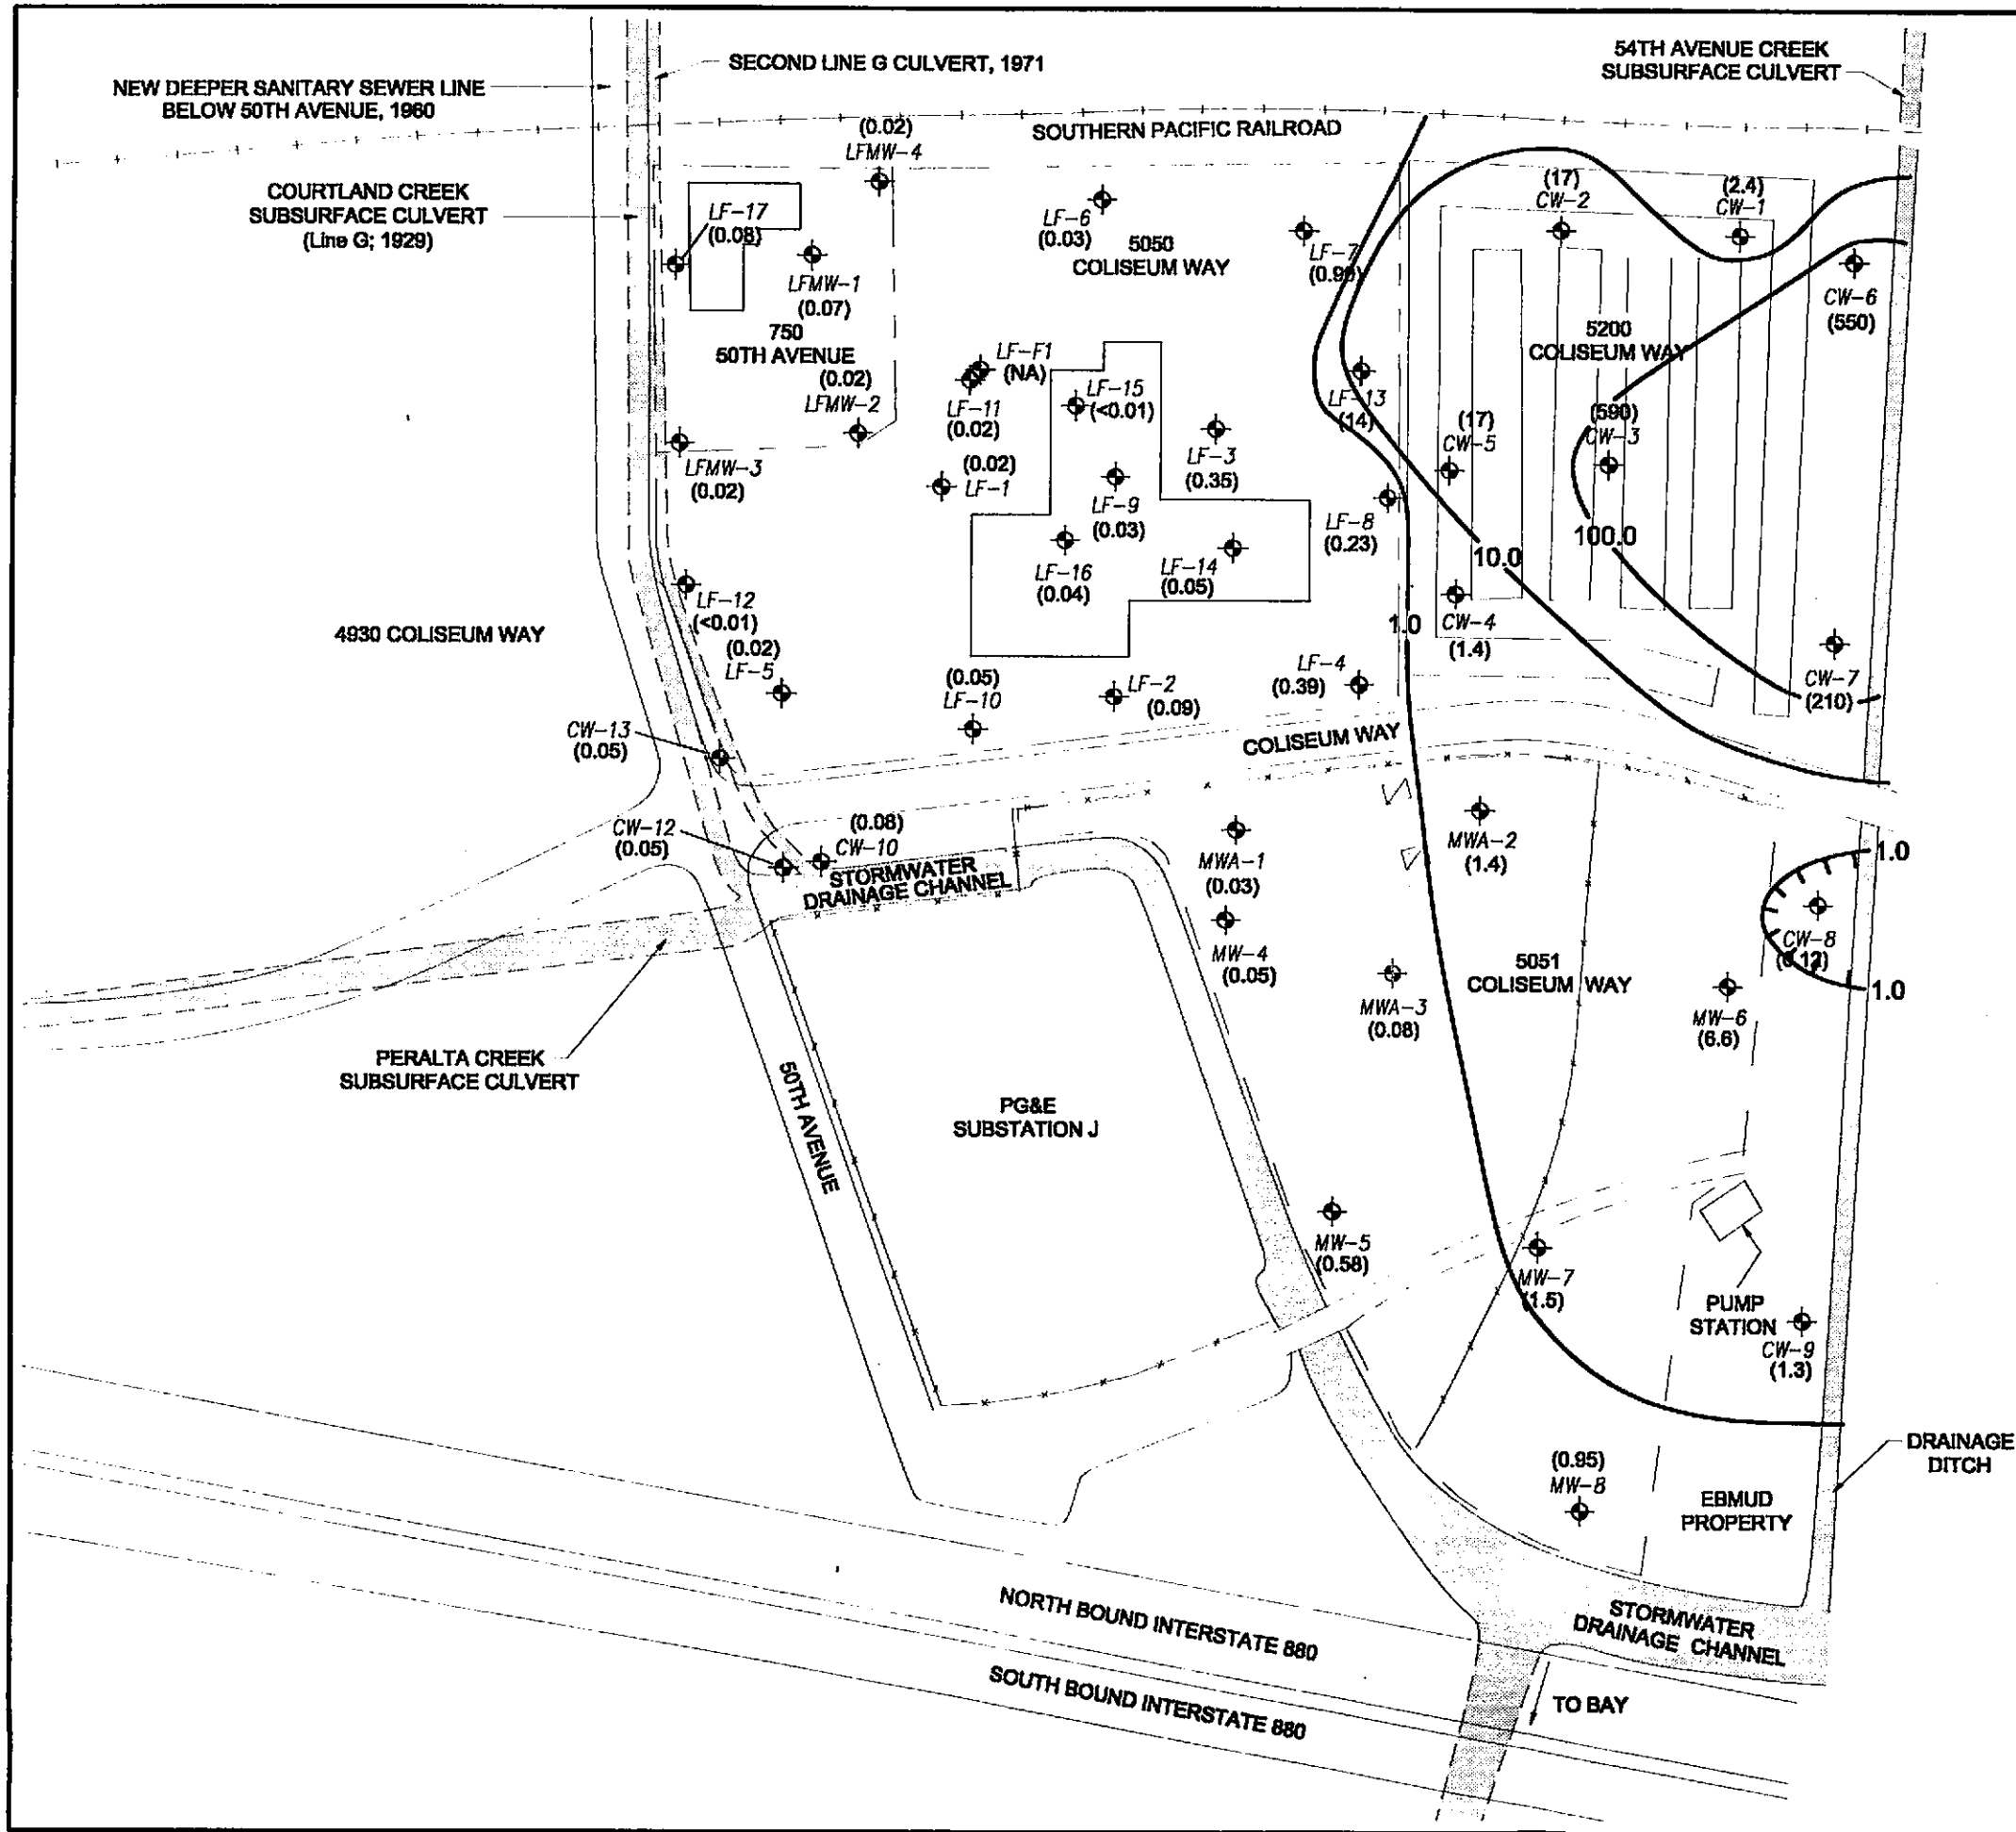 SECOND LINE G CULVERT, 1971
54TH AVENUE CREEK
SUBSURFACE CULVERT
NEW DEEPER SANITARY SEWER LINE
BELOW 50TH AVENUE, 1960
SOUTHERN PACIFIC RAILROAD
(0.02)
LFMW-4
COURTLAND CREEK
SUBSURFACE CULVERT
(Line G; 1929)
LF-17
(0.08)
LFMW-1
(0.07)
750
50TH AVENUE
(0.02)
LFMW-2
LFMW-3
(0.02)
LF-6
(0.03)
5050
COLISEUM WAY
LF-7
(17)
CW-2
(2.4)
CW-1
CW-6
(550)
5200
COLISEUM WAY
LF-F1
(NA)
LF-11
(0.02)
LF-15
(<0.01)
LF-13
(14)
(17)
CW-5
(590)
CW-3
LF-3
(0.35)
(0.02)
LF-1
LF-9
(0.03)
LF-8
(0.23)
100.0
10.0
LF-16
(0.04)
LF-14
(0.05)
LF-12
(<0.01)
(0.02)
LF-5
4930 COLISEUM WAY
1.0
CW-4
(1.4)
(0.05)
LF-10
LF-2
(0.09)
LF-4
(0.39)
CW-7
(210)
CW-13
(0.05)
COLISEUM WAY
CW-12
(0.05)
(0.08)
CW-10
STORMWATER
DRAINAGE CHANNEL
MWA-1
(0.03)
MWA-2
(1.4)
1.0
MW-4
(0.05)
CW-8
(0.12)
1.0
MWA-3
(0.08)
5051
COLISEUM WAY
MW-6
(6.6)
PERALTA CREEK
SUBSURFACE CULVERT
50TH AVENUE
PG&E
SUBSTATION J
MW-5
(0.58)
MW-7
(1.5)
PUMP
STATION
CW-9
(1.3)
DRAINAGE
DITCH
(0.95)
MW-8
EBMUD
PROPERTY
NORTH BOUND INTERSTATE 880
STORMWATER
DRAINAGE CHANNEL
SOUTH BOUND INTERSTATE 880
TO BAY